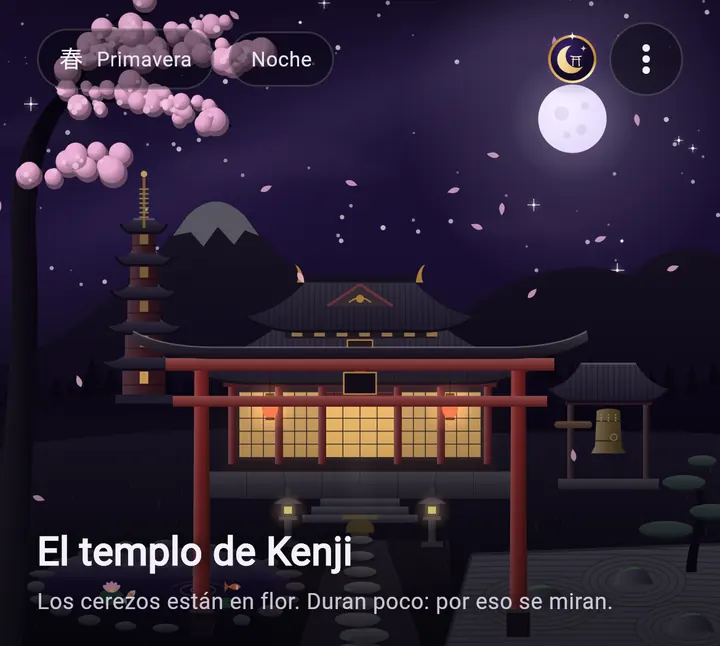 春 Primavera
Noche
El templo de Kenji
Los cerezos están en flor. Duran poco: por eso se miran.